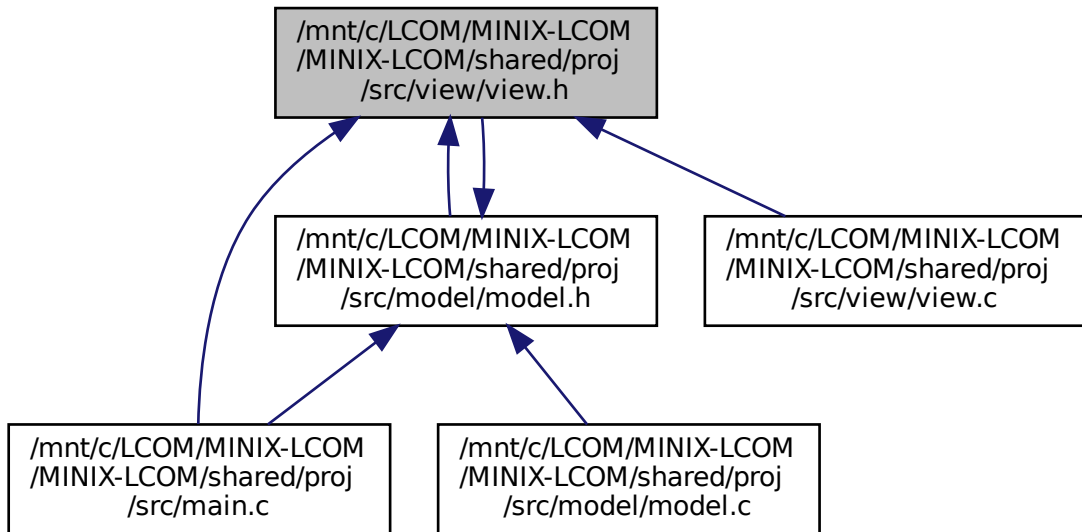 /mnt/c/LCOM/MINIX-LCOM
/MINIX-LCOM/shared/proj
/src/view/view.h
/mnt/c/LCOM/MINIX-LCOM
/MINIX-LCOM/shared/proj
/src/model/model.h
/mnt/c/LCOM/MINIX-LCOM
/MINIX-LCOM/shared/proj
/src/view/view.c
/mnt/c/LCOM/MINIX-LCOM
/MINIX-LCOM/shared/proj
/src/main.c
/mnt/c/LCOM/MINIX-LCOM
/MINIX-LCOM/shared/proj
/src/model/model.c